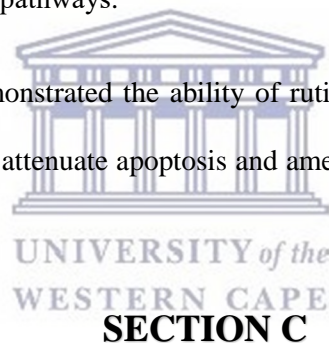 pathways.
monstrated the ability of ruti
attenuate apoptosis and ame
UNIVERSITY of the
WESTERN CAPE
SECTION C